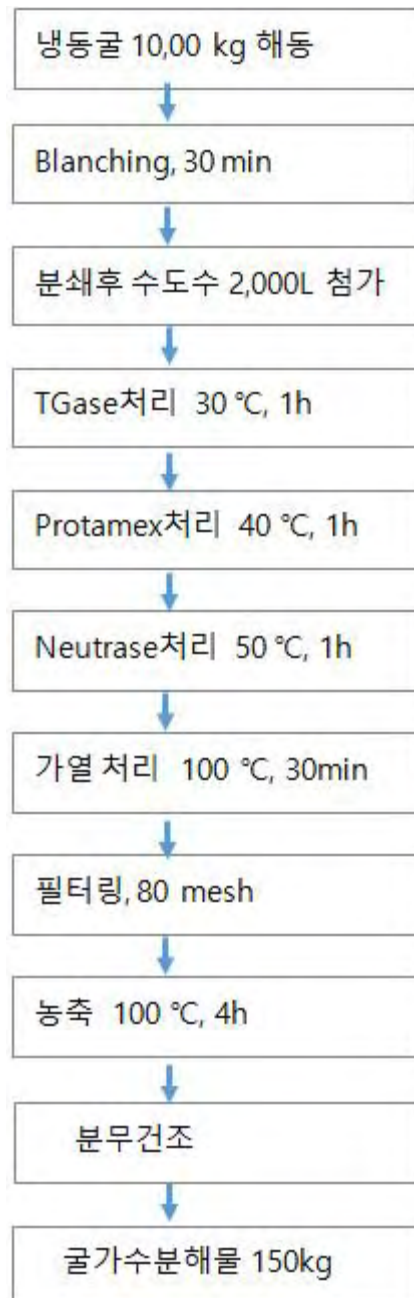 냉동굴 10,00 kg 해동
Blanching, 30 min
분쇄후 수도수 2,000L 첨가
TGase처리 30 ℃, 1h
Protamex처리 40 ℃, 1h
Neutrase처리 50 ℃, 1h
가열 처리 100 ℃, 30min
필터링, 80 mesh
농축 100 ℃, 4h
분무건조
굴가수분해물 150kg